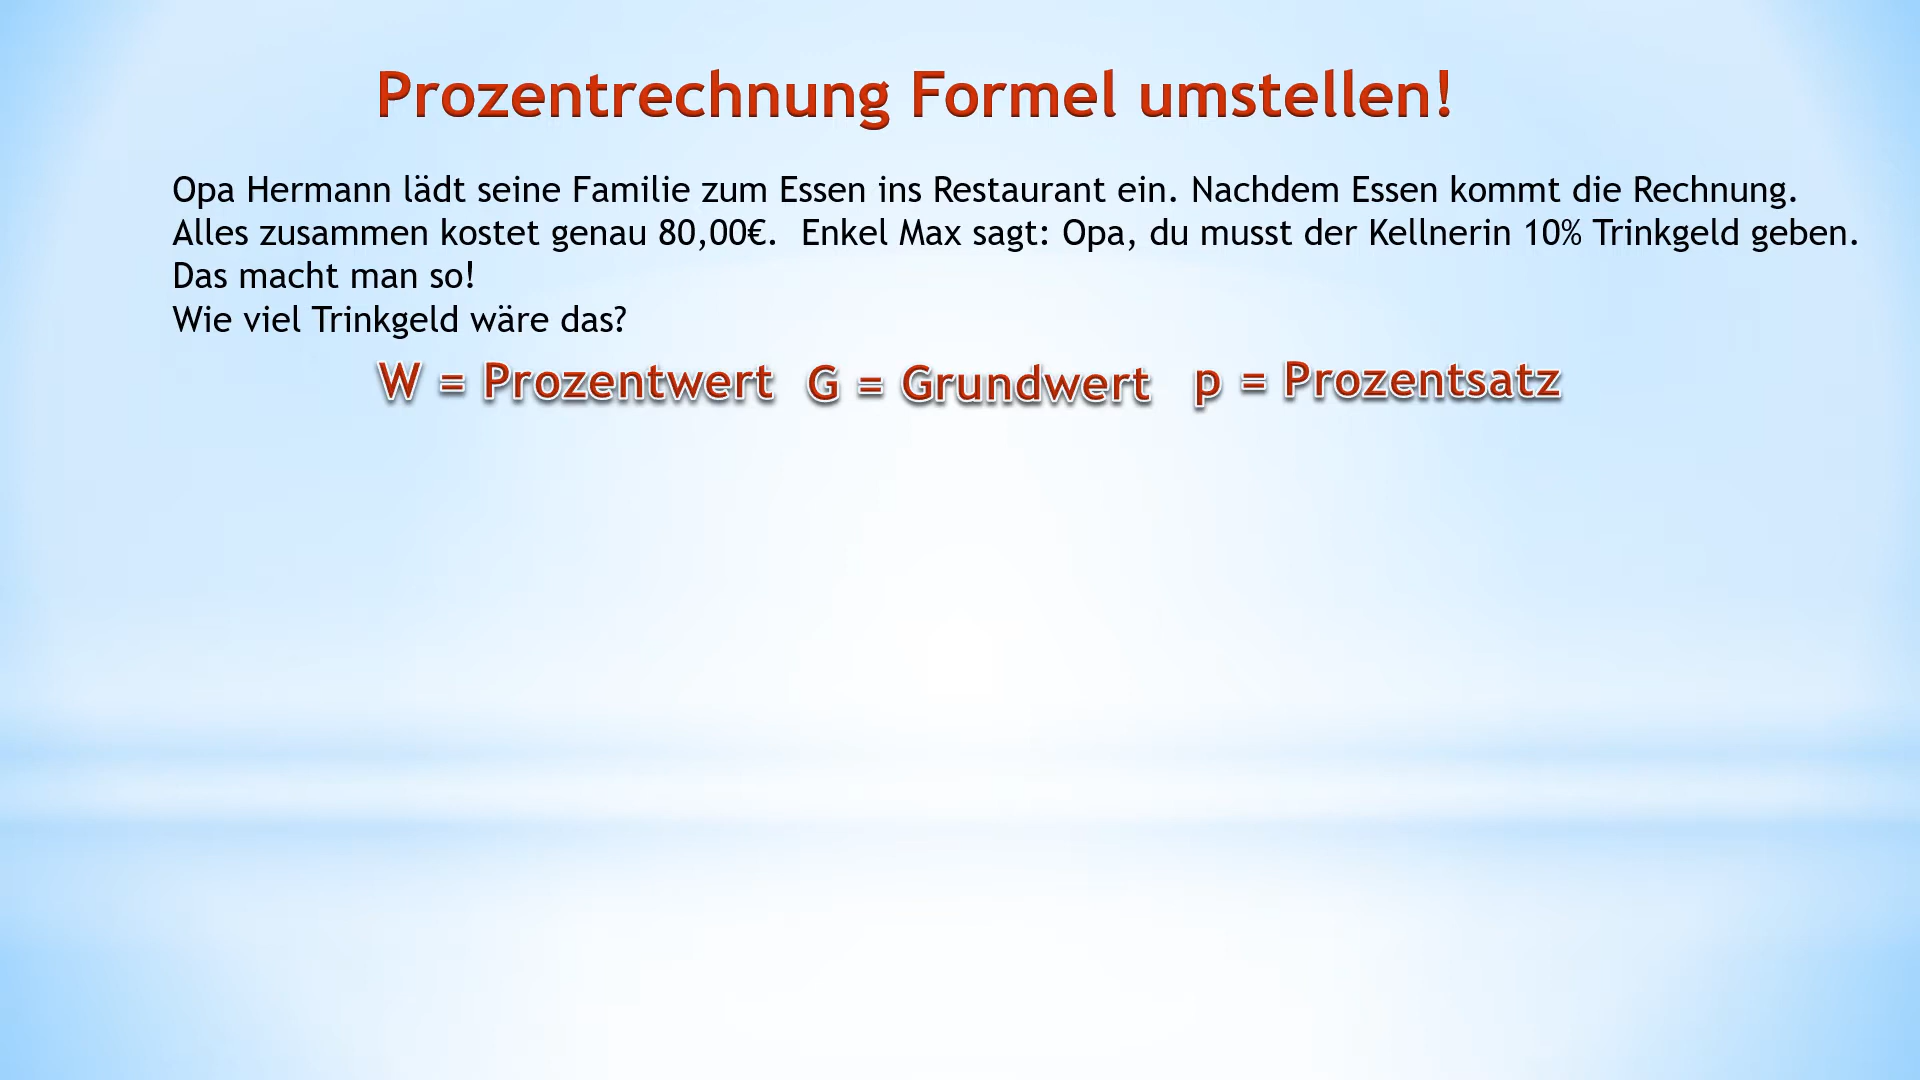 Prozentrechnung Formel umstellen!
Opa Hermann lädt seine Familie zum Essen ins Restaurant ein. Nachdem Essen kommt die Rechnung.
Alles zusammen kostet genau 80,00€. Enkel Max sagt: Opa, du musst der Kellnerin 10% Trinkgeld geben.
Das macht man so!
Wie viel Trinkgeld wäre das?
W = Prozentwert G = Grundwert p = Prozentsatz